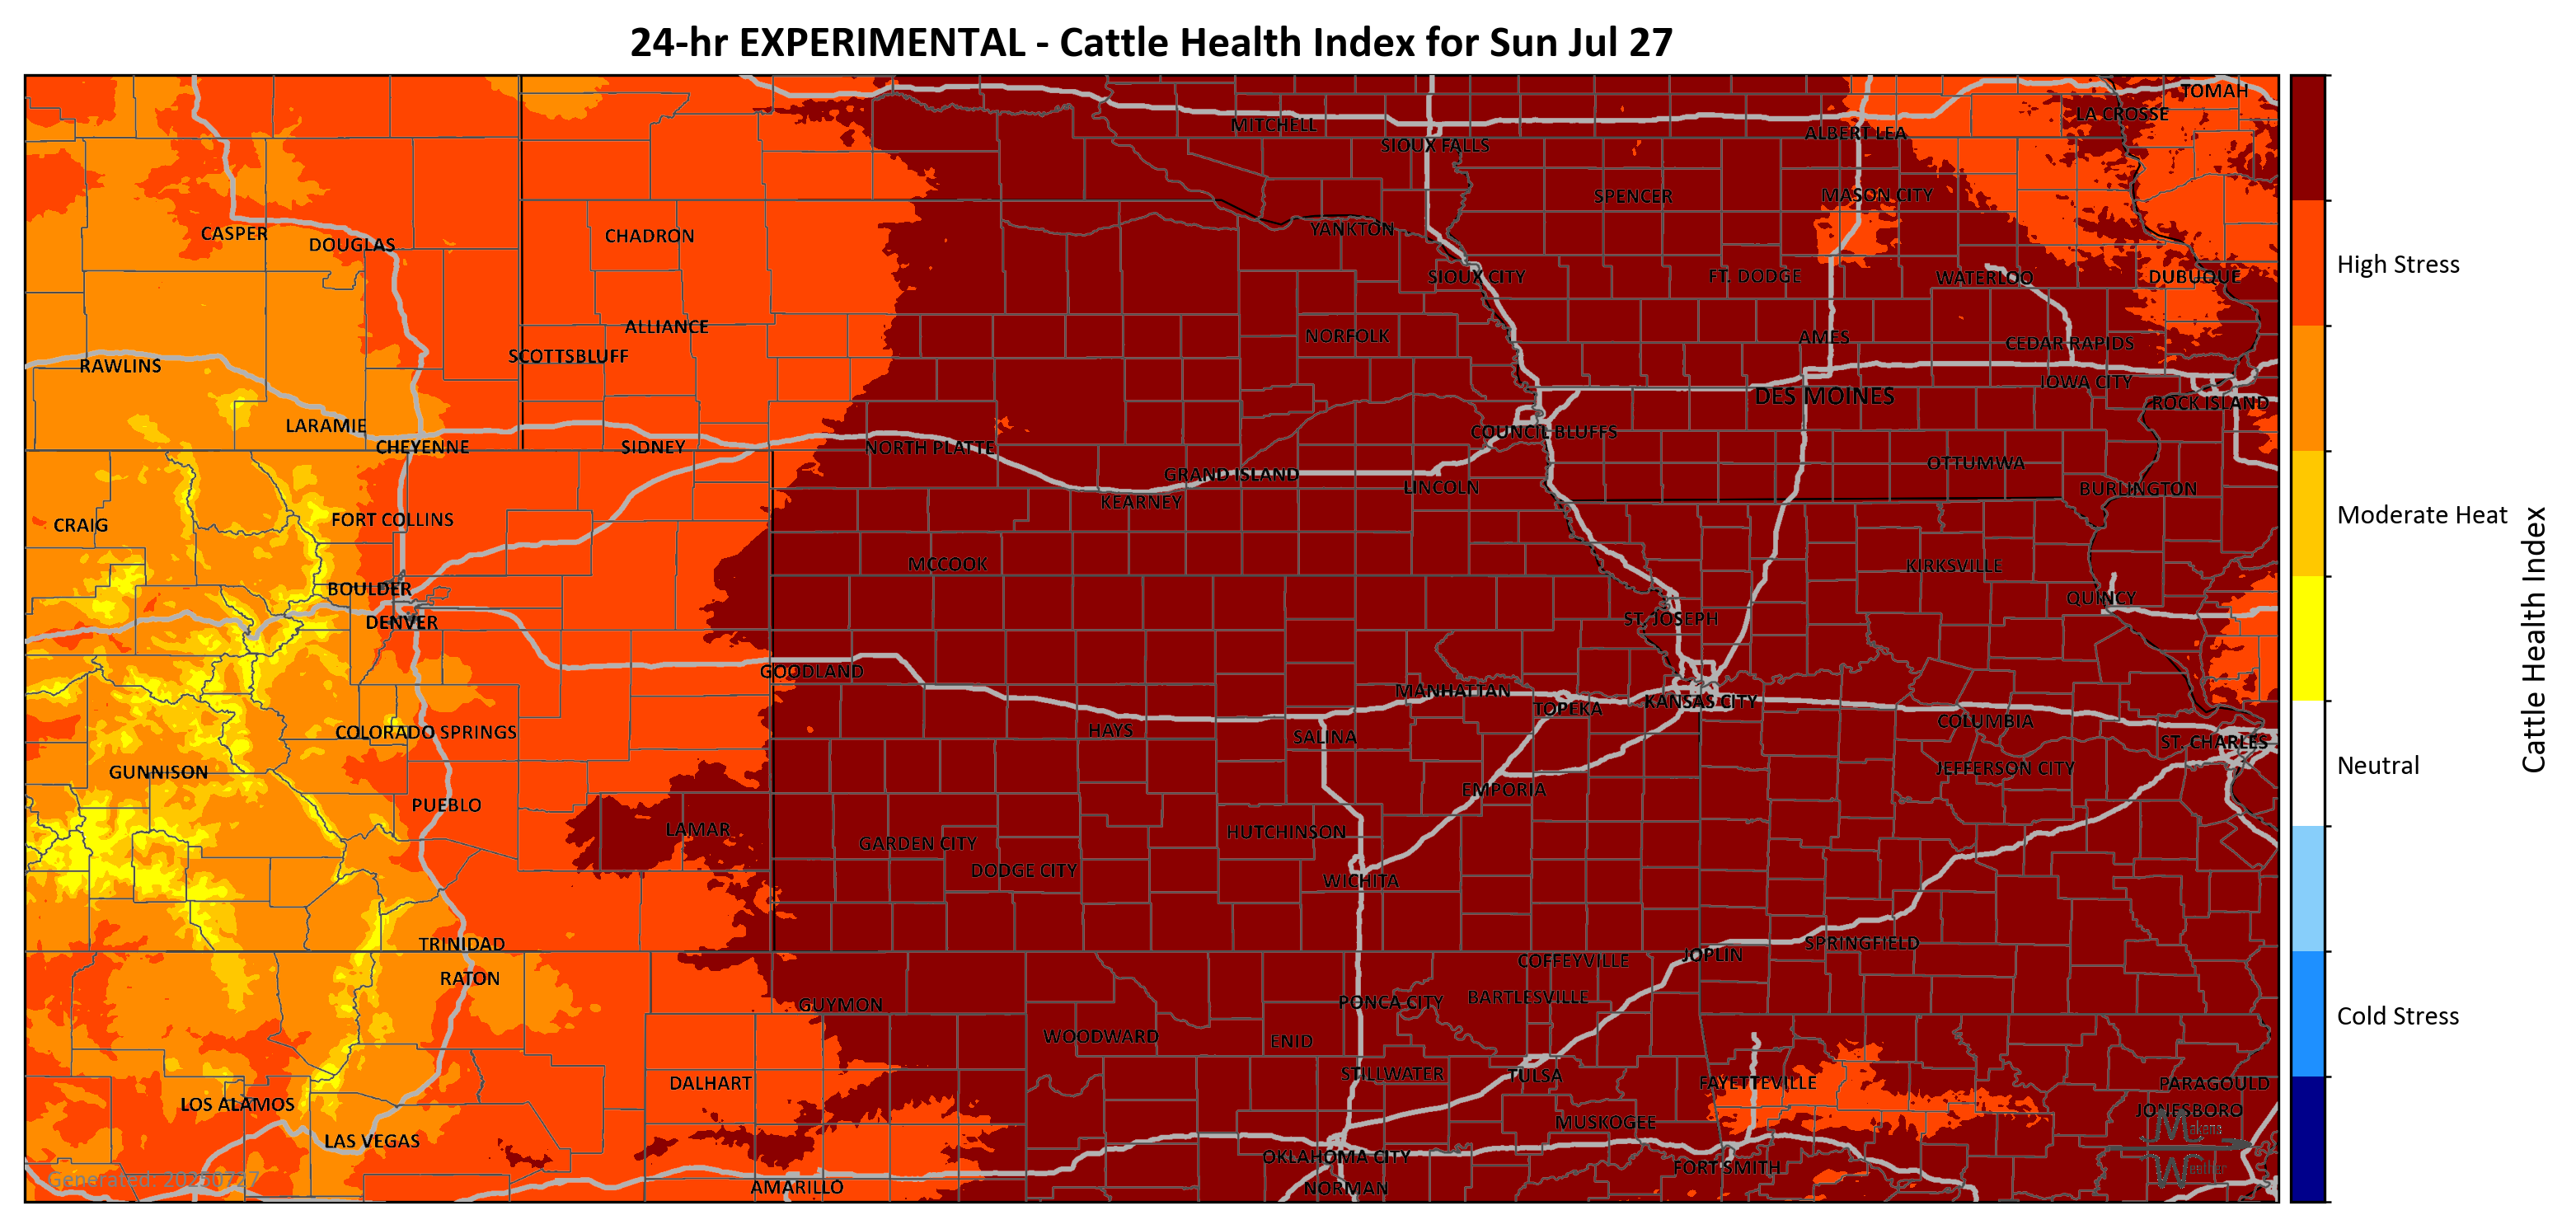 24-hr EXPERIMENTAL - Cattle Health Index for Sun Jul 27
TOMAH
LA CROSSE
MITCHELL
ALBERT LEA
SIOUX FALLS
SPENCER
MASON CITY
YANKTON
CASPER
CHADRON
DOUGLAS
SIOUX CITY
FT. DODGE
WATERLOO
DUBUQUE
ALLIANCE
NORFOLK
AMES
CEDAR RAPIDS
SCOTTSBLUFF
RAWLINS
IOWA CITY
DES MOINES
ROCK ISLAND
LARAMIE
COUNCIL BLUFFS
CHEYENNE
SIDNEY
NORTH PLATTE
OTTUMWA
GRAND ISLAND
LINCOLN
BURLINGTON
KEARNEY
CRAIG
FORT COLLINS
MCCOOK
KIRKSVILLE
BOULDER
QUINCY
DENVER
ST. JOSEPH
GOODLAND
MANHATTAN
KANSAS CITY
TOPEKA
COLUMBIA
COLORADO SPRINGS
HAYS
SALINA
ST. CHARLES
GUNNISON
JEFFERSON CITY
EMPORIA
PUEBLO
LAMAR
HUTCHINSON
GARDEN CITY
DODGE CITY
WICHITA
TRINIDAD
SPRINGFIELD
JOPLIN
COFFEYVILLE
RATON
BARTLESVILLE
PONCA CITY
GUYMON
WOODWARD
ENID
STILLWATER
TULSA
DALHART
FAYETTEVILLE
PARAGOULD
LOS ALAMOS
JONESBORO
MUSKOGEE
Makens
LAS VEGAS
OKLAHOMA CITY
FORT SMITH
Weather
Generated: 20250727
AMARILLO
NORMAN
High Stress
Moderate Heat
Neutral
Cold Stress
Cattle Health Index